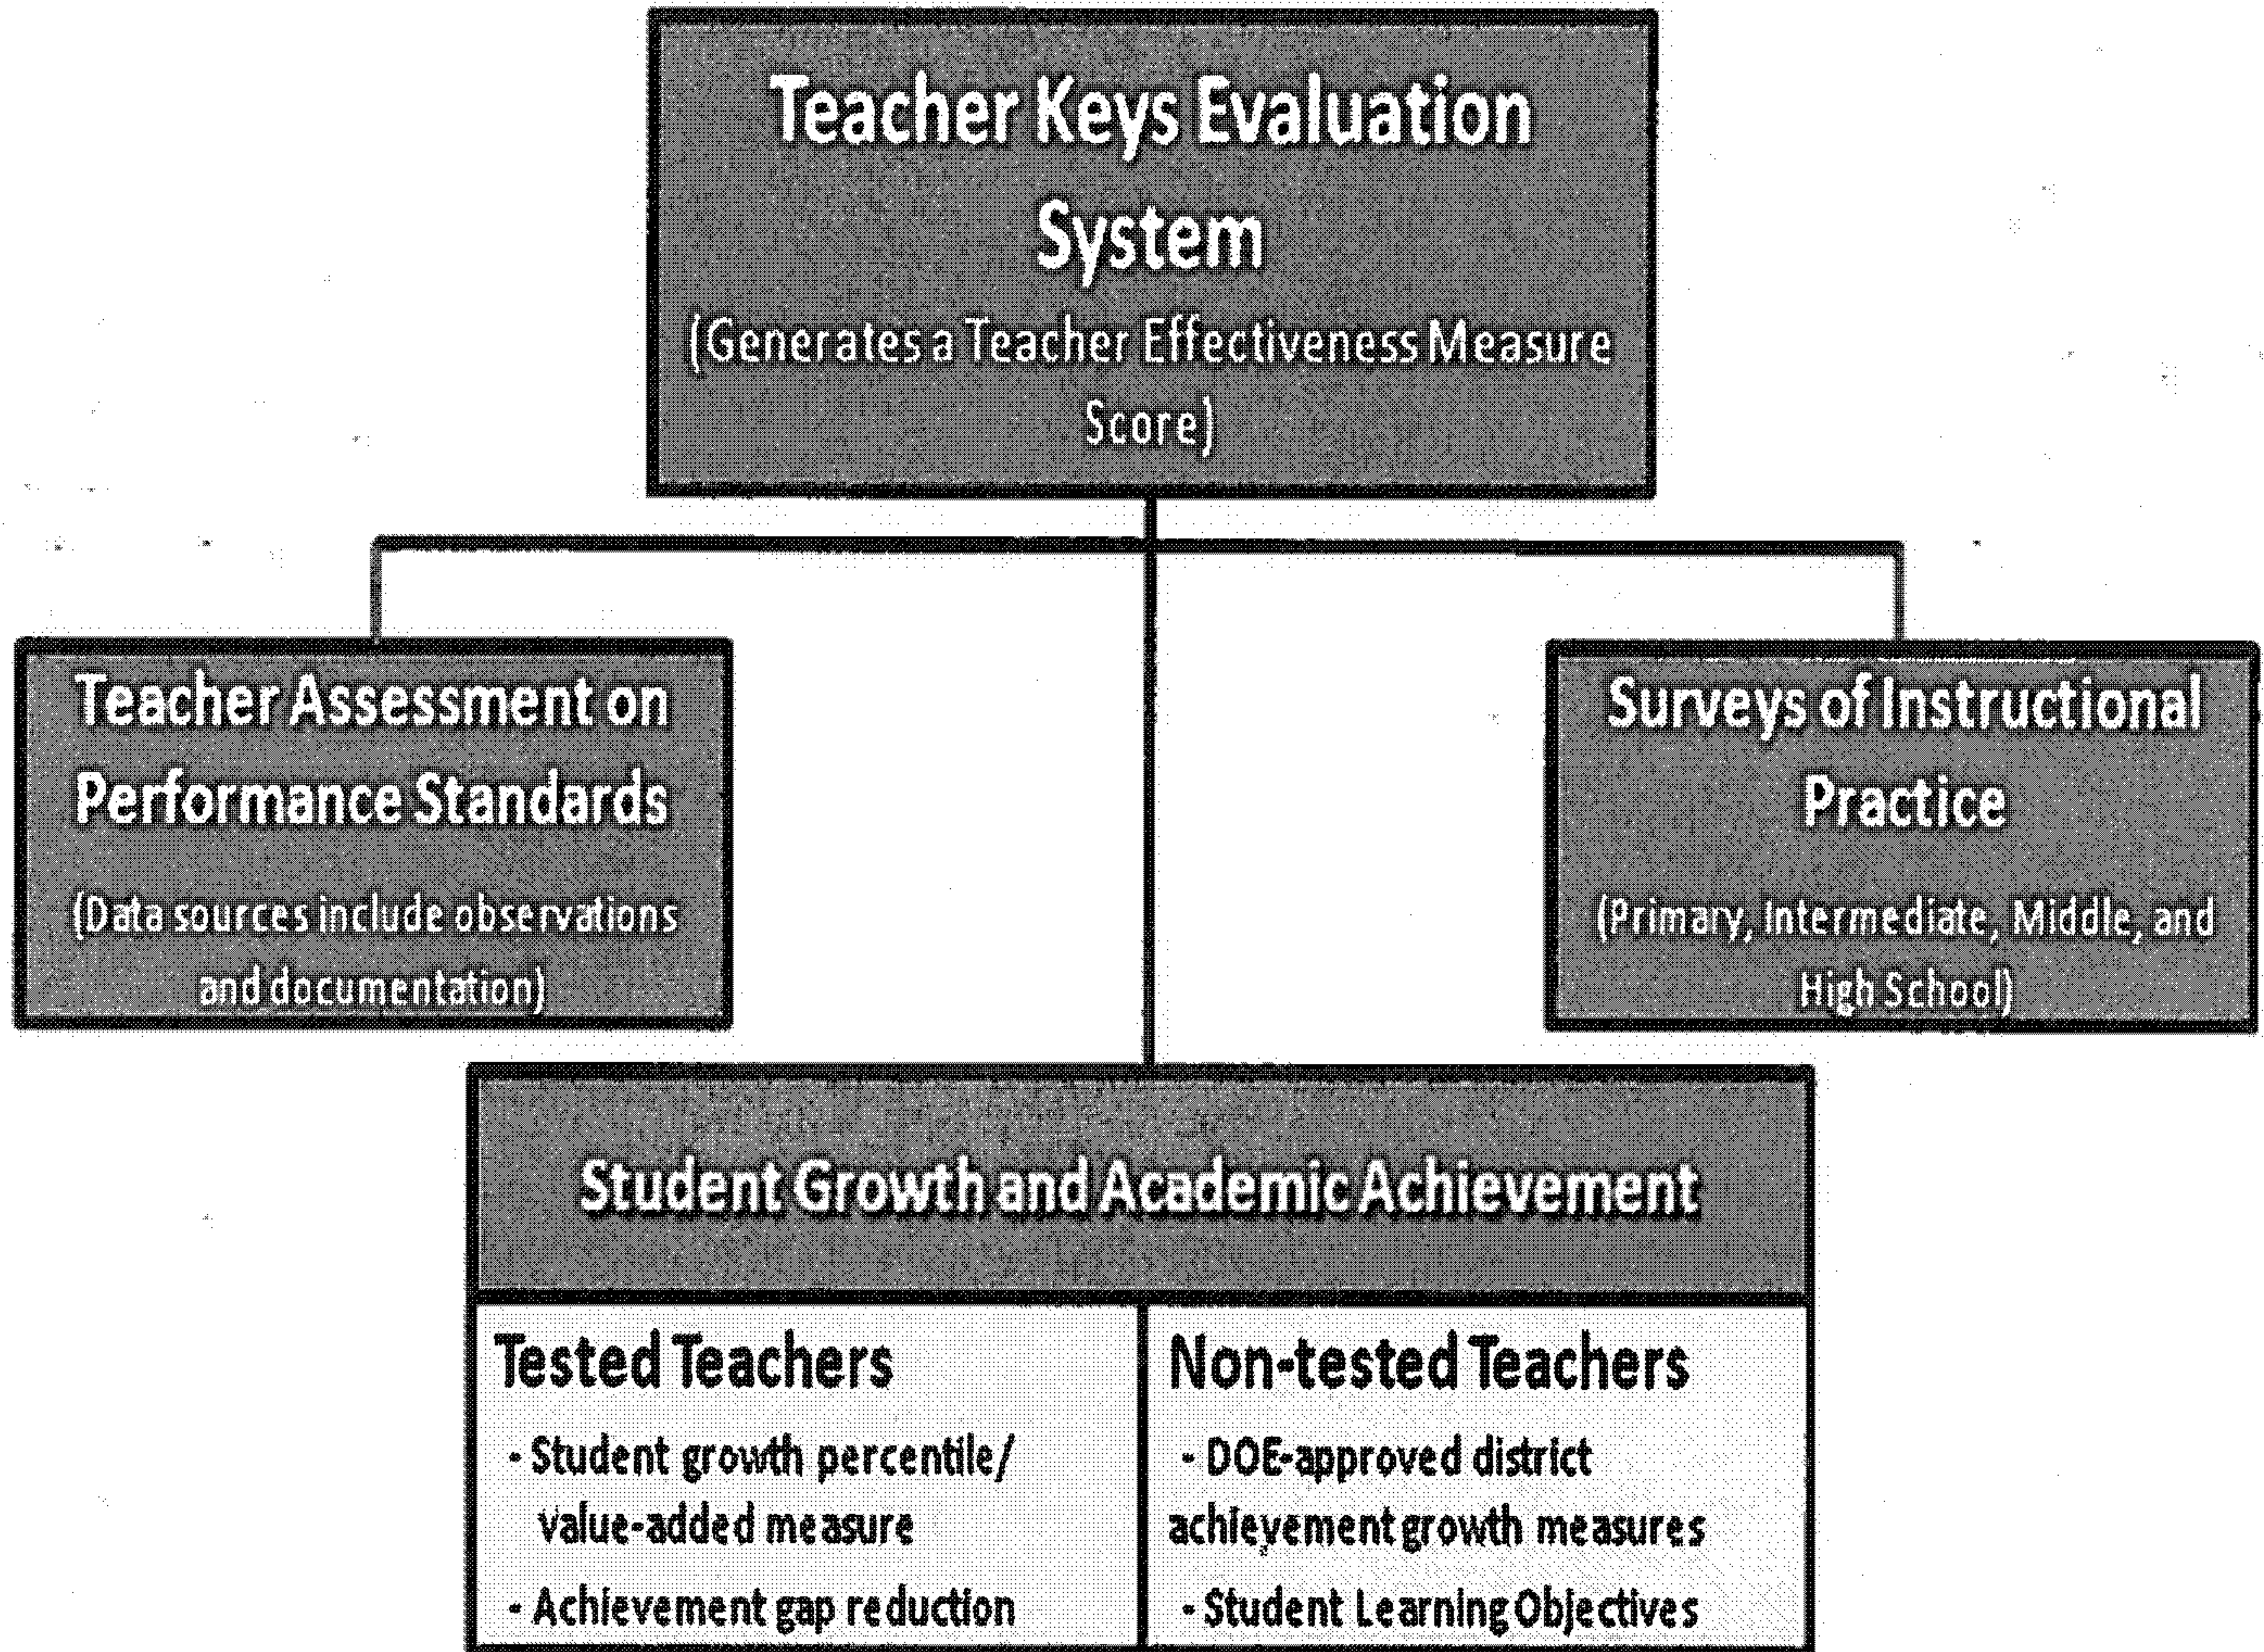 Teacher Keys Evaluation
System
(Generates a Teacher Effectiveness Measure
Score)
Teacher Assessment on
Performance Standards
(Data sources include observations
and documentation)
Surveys of Instructional
Practice
(Primary, Intermediate, Middle, and
High School)
Student Growth and Academic Achievement
Tested Teachers
- Student growth percentile/
value-added measure
- Achievement gap reduction
Non-tested Teachers
- DOE-approved district
achievement growth measures
- Student Learning Objectives